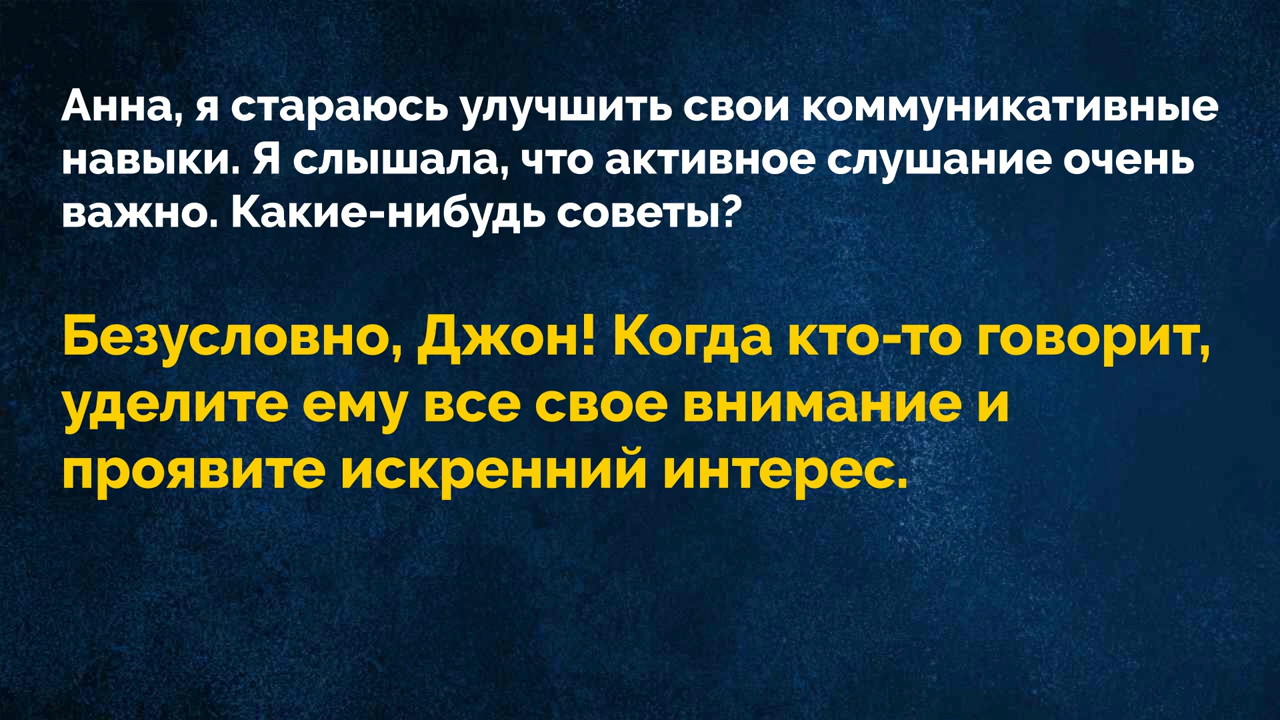 Анна, я стараюсь улучшить свои коммуникативные
навыки. Я слышала, что активное слушание очень
важно. Какие-нибудь советы?
Безусловно, Джон! Когда кто-то говорит,
уделите ему все свое внимание и
проявите искренний интерес.